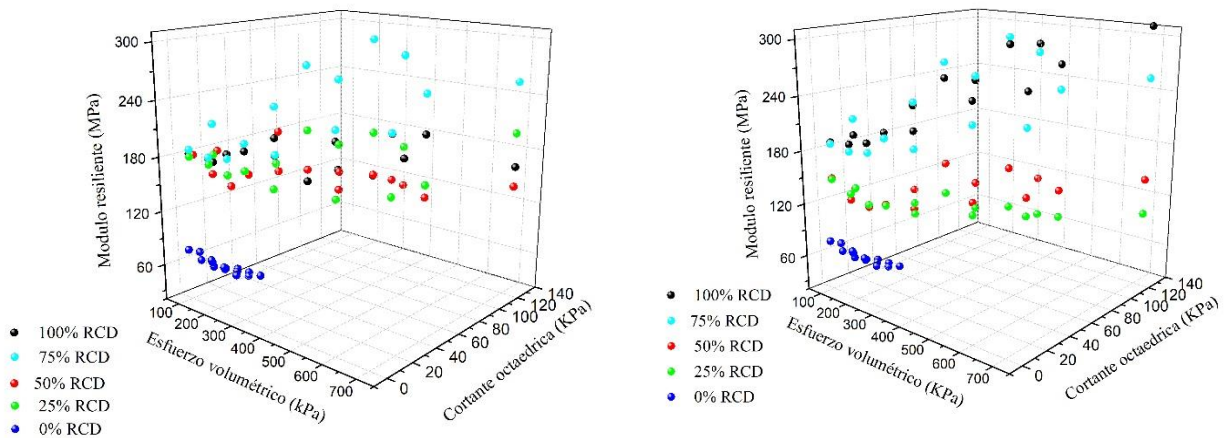 300
240
180
120
60
Modulo resiliente (MPa)
100
200
300
400
500
600
700
Esfuerzo volumétrico (kPa)
0
20
40
60
80
100
120
140
Cortante octaedrica (KPa)
100% RCD
75% RCD
50% RCD
25% RCD
0% RCD
300
240
180
120
60
Modulo resiliente (MPa)
100
200
300
400
500
600
700
Esfuerzo volumétrico (KPa)
0
20
40
60
80
100
120
140
Cortante octaedrica (KPa)
100% RCD
75% RCD
50% RCD
25% RCD
0% RCD